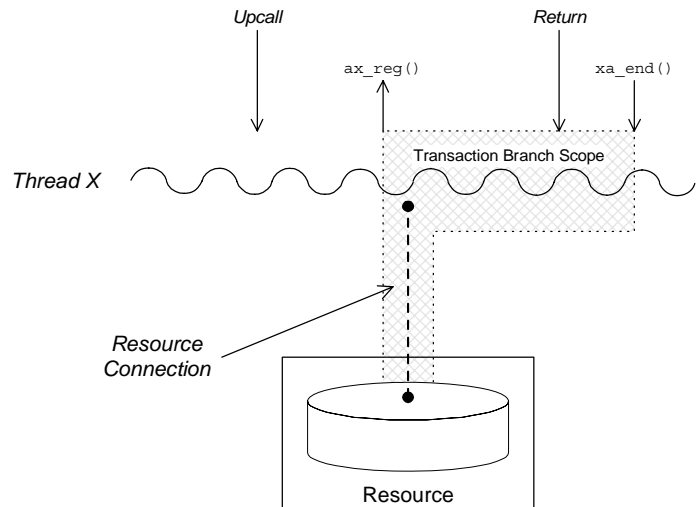 Upcall
Return
ax_reg()
xa_end()
Transaction Branch Scope
Thread X
Resource
Connection
Resource